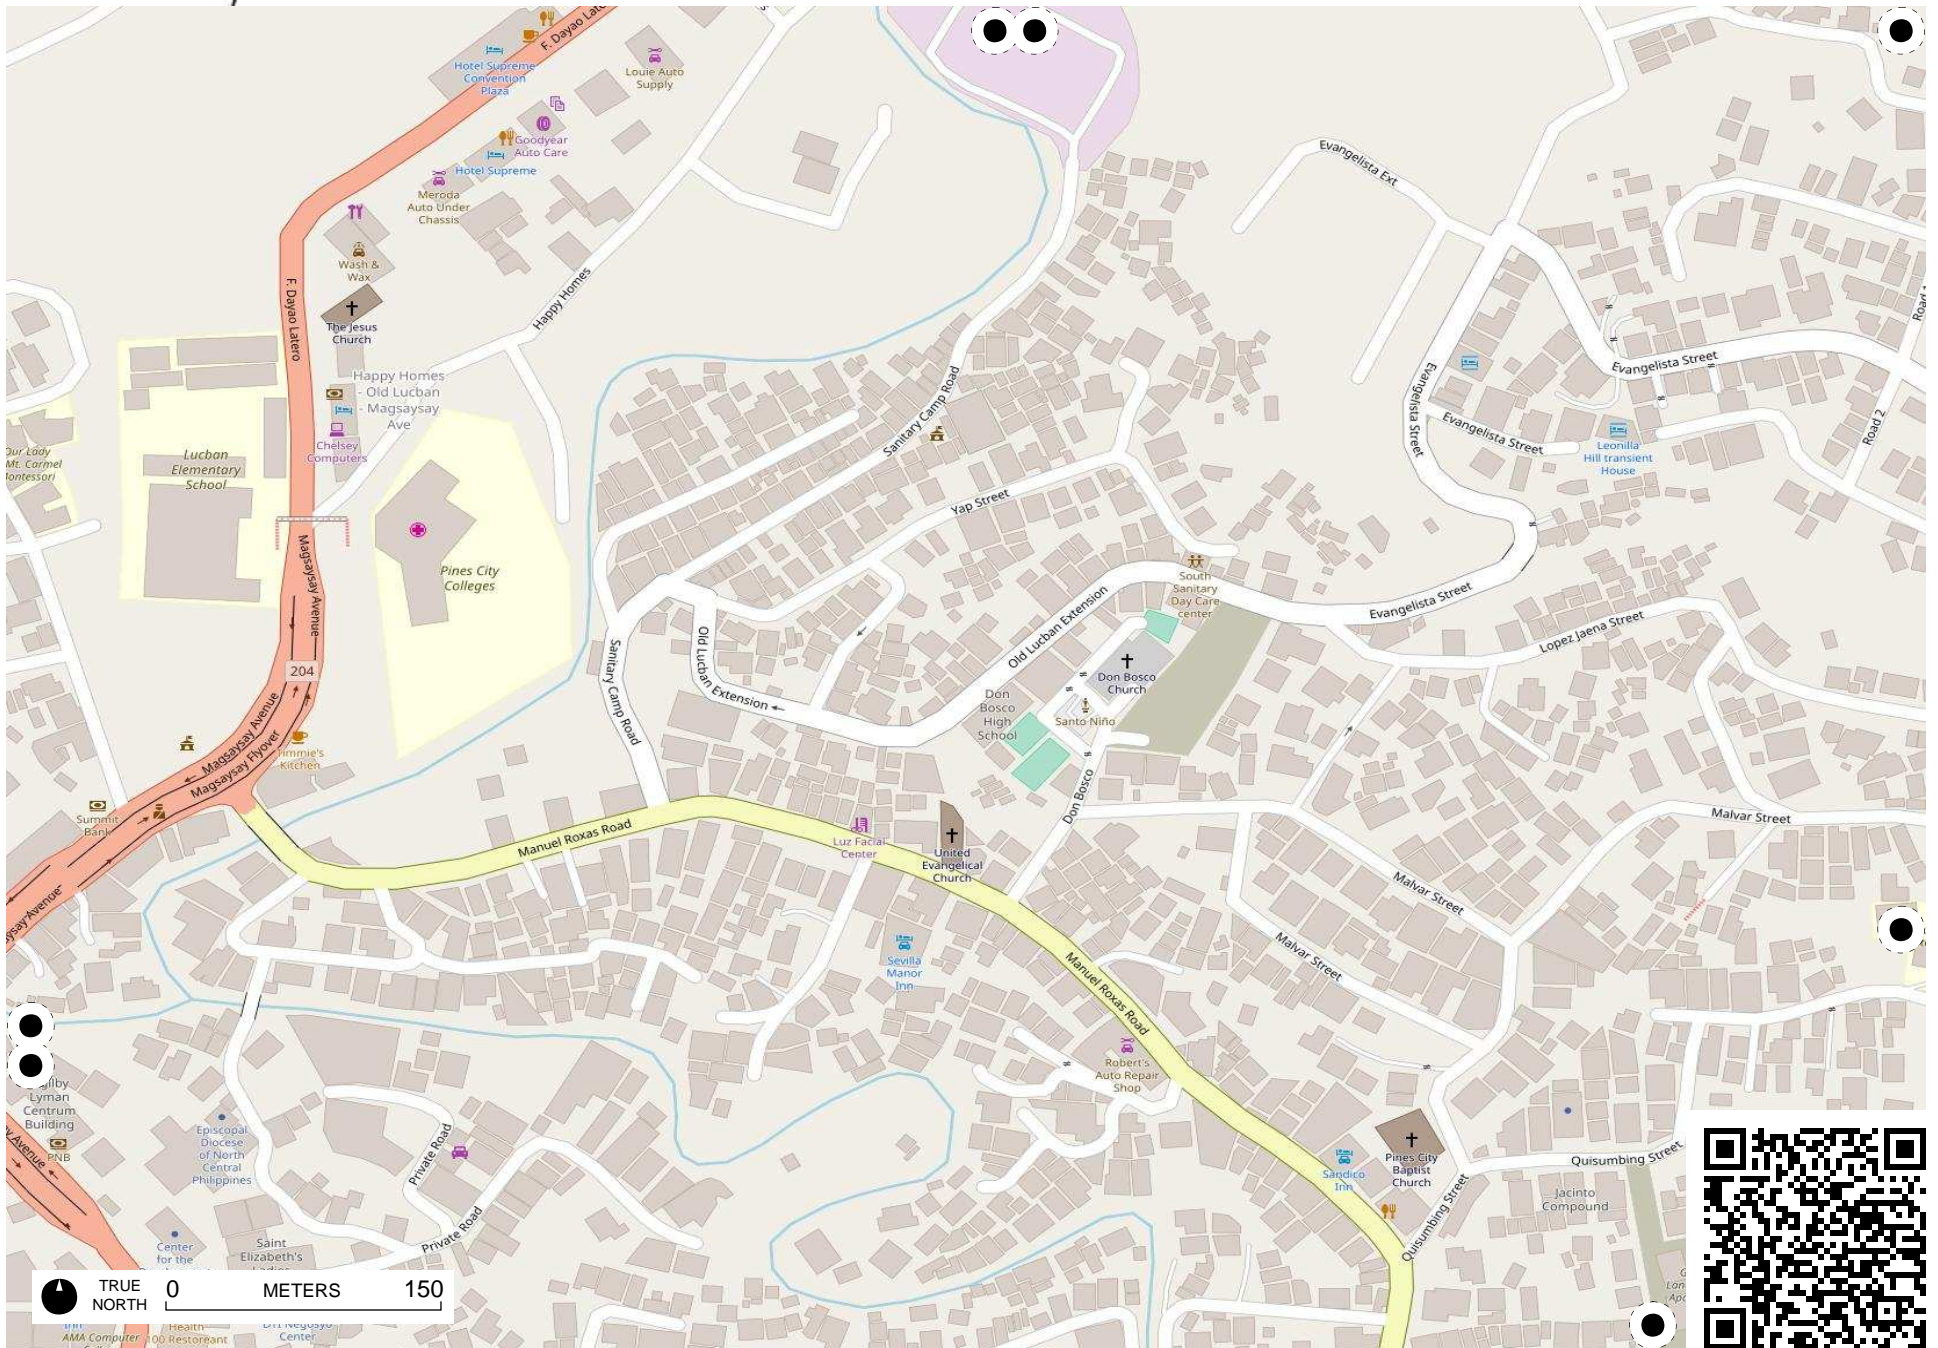 F. Dayao Latero
Hotel Supreme
Convention
Plaza
Louie Auto
Supply
Goodyear
Auto Care
Hotel Supreme
Meroda
Auto Under
Chassis
Evangelista Ext
Wash &
Wax
Happy Homes
F. Dayao Latero
The Jesus
Church
Road 1
Evangelista Street
Happy Homes
- Old Lucban
- Magsaysay
Ave
Sanitary Camp Road
Evangelista Street
Evangelista Street
Road 2
Chelsey
Computers
Leonilla
Hill transient
House
Our Lady
Mt. Carmel
Montessori
Lucban
Elementary
School
Yap Street
Magsaysay Avenue
Pines City
Colleges
South
Sanitary
Day Care
center
Evangelista Street
Old Lucban Extension
Lopez Jaena Street
Sanitary Camp Road
Old Lucban Extension
204
Don Bosco
Church
Don
Bosco
High
School
Santo Niño
Magsaysay Avenue
Magsaysay Flyover
Jimmie's
Kitchen
Don Bosco
Summit
Bank
Manuel Roxas Road
Luz Facial
Center
United
Evangelical
Church
Malvar Street
Malvar Street
Malvar Street
Sevilla
Manor
Inn
Manuel Roxas Road
Robert's
Auto Repair
Shop
Lyman
Centrum
Building
PNB
Episcopal
Diocese
of North
Central
Philippines
Private Road
Private Road
Pines City
Baptist
Church
Sandico
Inn
Quisumbing Street
Quisumbing Street
Jacinto
Compound
Center
for the
Saint
Elizabeth's
TRUE
NORTH
0 METERS 150
Inn
AMA Computer
Health
100 Restoreant
DTI Negosyo
Center